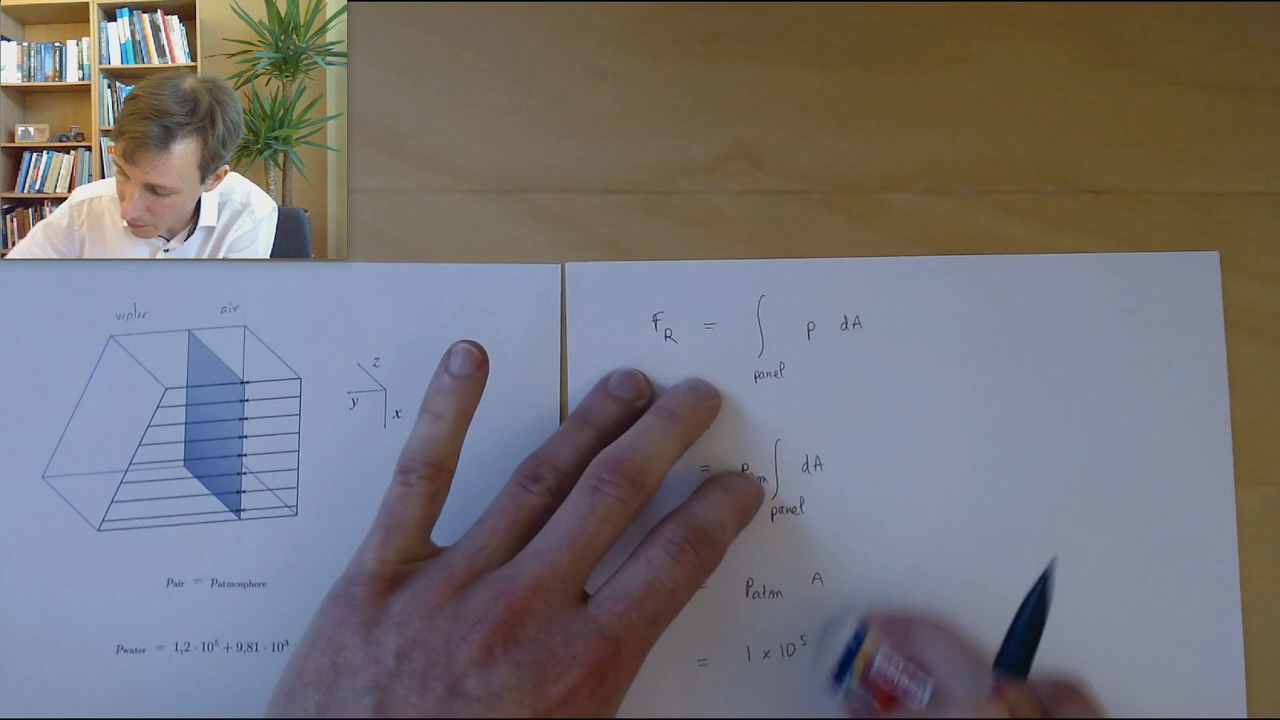 water air
z
y x
p_air = p_atmosphere
p_water = 1,2 · 10⁵ + 9,81 · 10³ ·
F_R = ∫ p dA
panel
= ∫ dA
panel
= P_atm A
= 1 × 10⁵